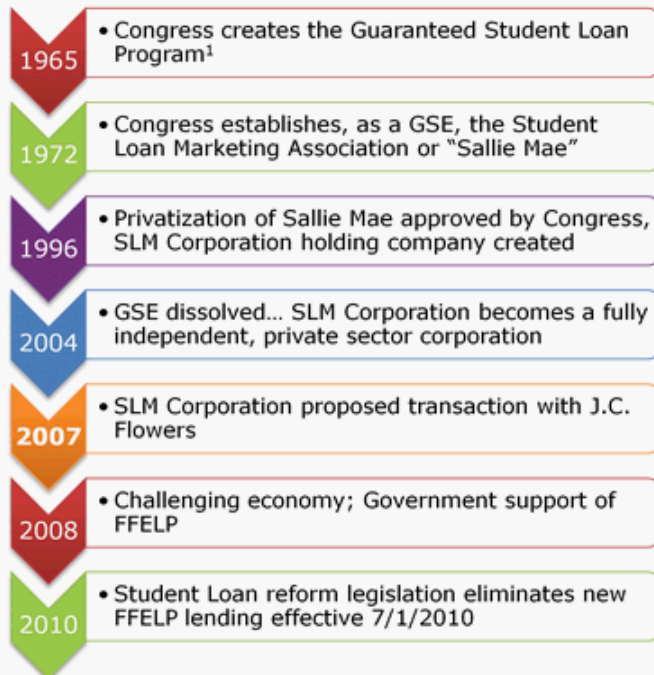 1965
• Congress creates the Guaranteed Student Loan
Program¹
1972
• Congress establishes, as a GSE, the Student
Loan Marketing Association or “Sallie Mae”
1996
• Privatization of Sallie Mae approved by Congress,
SLM Corporation holding company created
2004
• GSE dissolved... SLM Corporation becomes a fully
independent, private sector corporation
2007
• SLM Corporation proposed transaction with J.C.
Flowers
2008
• Challenging economy; Government support of
FFELP
2010
• Student Loan reform legislation eliminates new
FFELP lending effective 7/1/2010